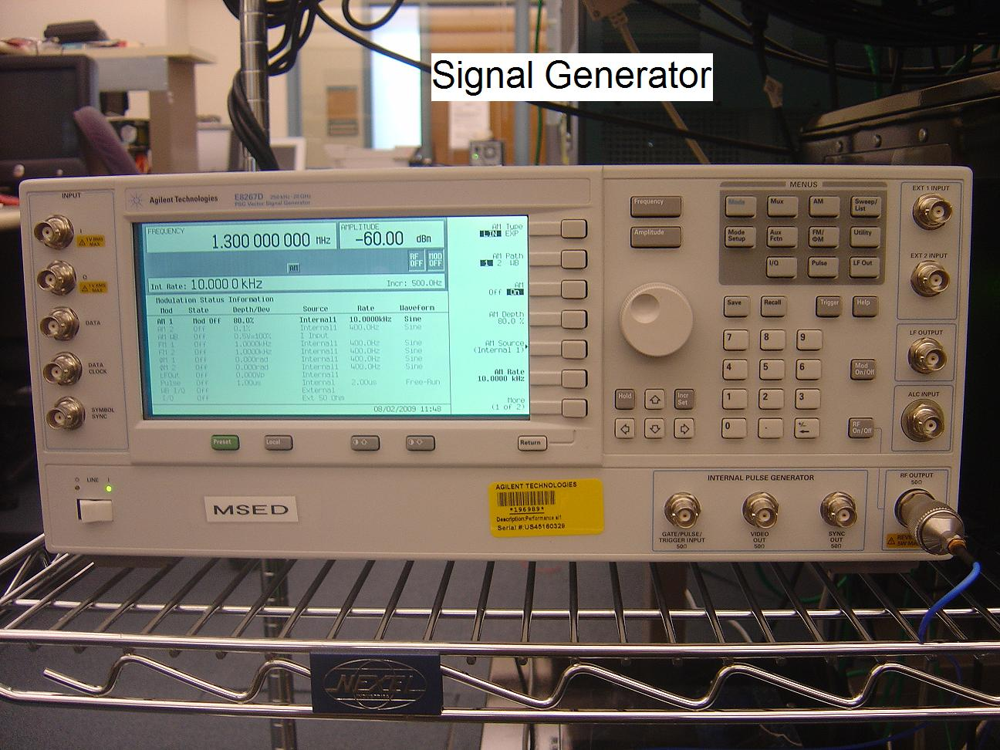 Signal Generator
INPUT
Agilent Technologies
E8267D 250 kHz - 20 GHz
PSG Vector Signal Generator
I
1V RMS
MAX
Q
1V RMS
MAX
DATA
DATA
CLOCK
SYMBOL
SYNC
FREQUENCY
1.300 000 000 MHz
AMPLITUDE
-60.00 dBm
RF
OFF
MOD
OFF
AM
Int Rate: 10.000 0 kHz
Incr: 500.0Hz
Modulation Status Information
Mod State Depth/Dev Source Rate Waveform
AM 1 Mod Off 80.0% Internal1 10.0000kHz Sine
AM 2 Off 0.1% Internal1 400.0Hz Sine
AM WB Off 0.5V=100% I Input
FM 1 Off 1.0000kHz Internal1 400.0Hz Sine
FM 2 Off 1.0000kHz Internal1 400.0Hz Sine
ΦM 1 Off 0.000rad Internal1 400.0Hz Sine
ΦM 2 Off 0.000rad Internal1 400.0Hz Sine
LFOut Off 0.000Vp Internal1
Pulse Off 1.00us Internal 2.00us Free-Run
WB I/Q Off External
I/Q Off Ext 50 Ohm
08/02/2009 11:48
AM Type
LIN EXP
AM Path
1 2 WB
AM
Off On
AM Depth
80.0 %
AM Source
(Internal 1)
AM Rate
10.0000 kHz
More
(1 of 2)
Preset
Local
Return
Frequency
Amplitude
MENUS
Mode
Mux
AM
Sweep/
List
Mode
Setup
Aux
Fctn
FM/
ΦM
Utility
I/Q
Pulse
LF Out
Save
Recall
Trigger
Help
7
8
9
4
5
6
Mod
On/Off
Hold
Incr
Set
1
2
3
0
.
+/-
RF
On/Off
EXT 1 INPUT
EXT 2 INPUT
LF OUTPUT
ALC INPUT
LINE
MSED
AGILENT TECHNOLOGIES
*196989*
Serial #:US45160329
INTERNAL PULSE GENERATOR
GATE/PULSE/
TRIGGER INPUT
50Ω
VIDEO
OUT
50Ω
SYNC
OUT
50Ω
RF OUTPUT
50Ω
NEXEL
INDUSTRIES